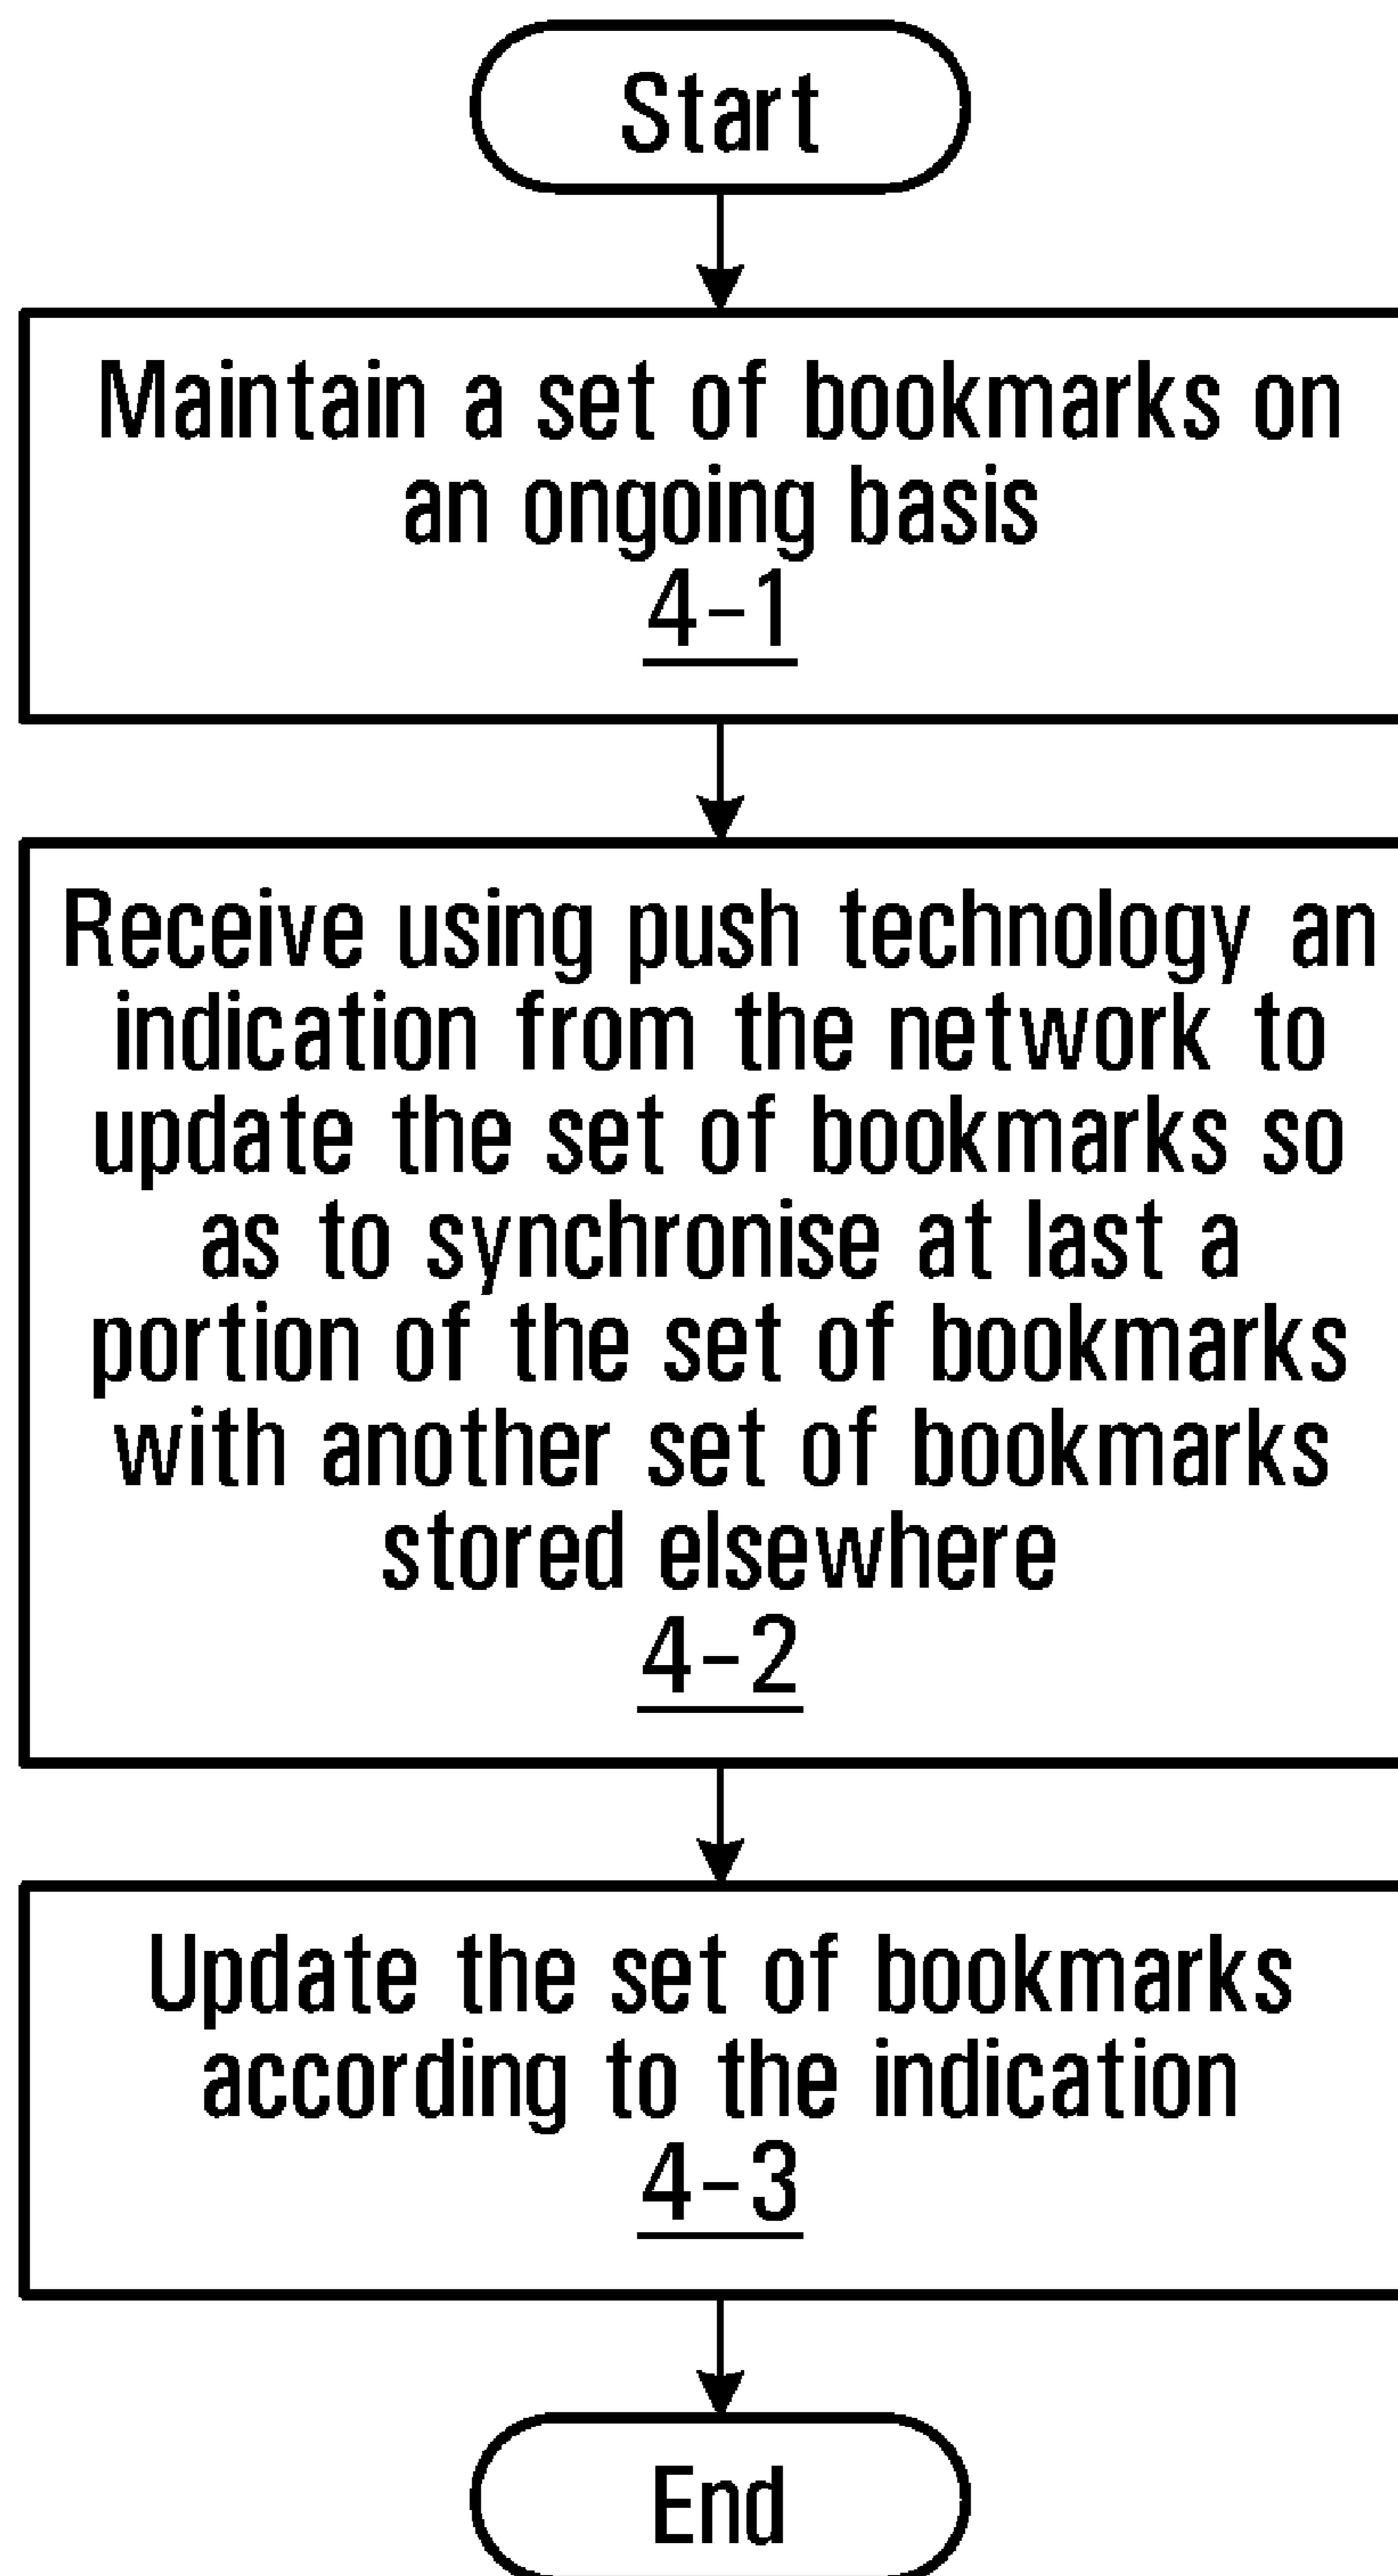 Start
Maintain a set of bookmarks on
an ongoing basis
4-1
Receive using push technology an
indication from the network to
update the set of bookmarks so
as to synchronise at last a
portion of the set of bookmarks
with another set of bookmarks
stored elsewhere
4-2
Update the set of bookmarks
according to the indication
4-3
End